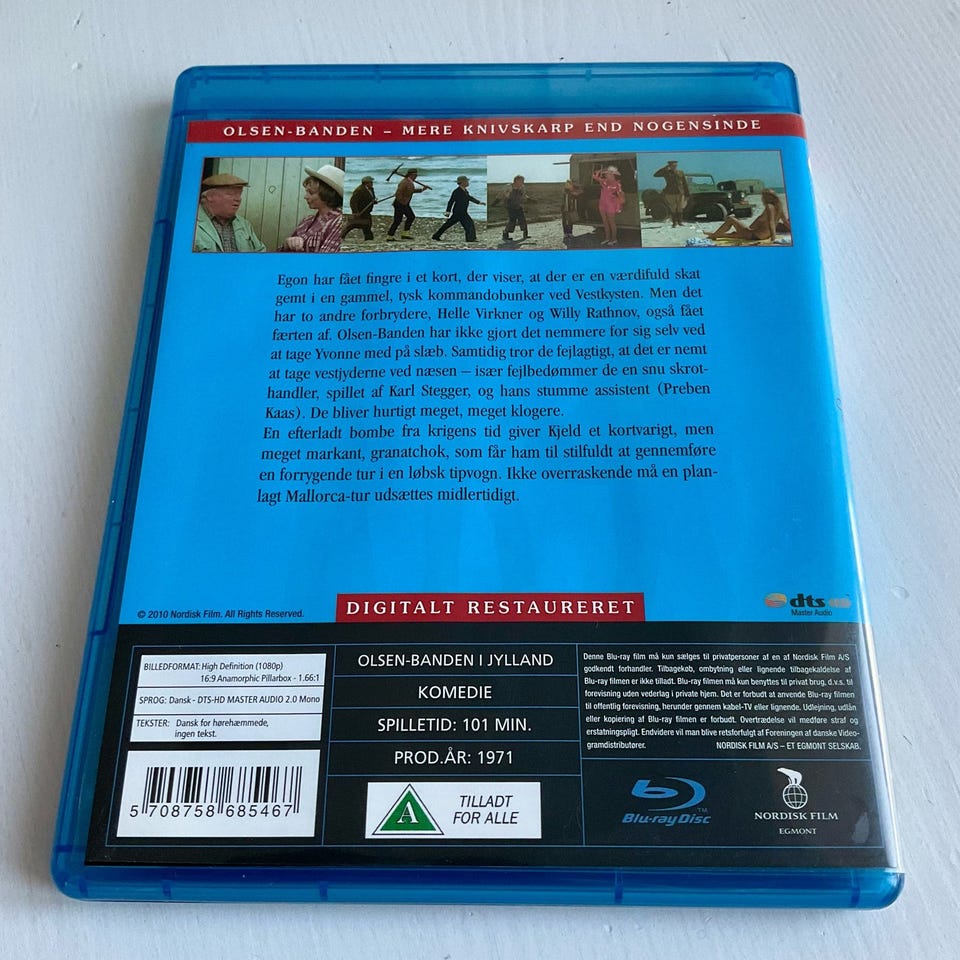 OLSEN-BANDEN – MERE KNIVSKARP END NOGENSINDE
Egon har fået fingre i et kort, der viser, at der er en værdifuld skat
gemt i en gammel, tysk kommandobunker ved Vestkysten. Men det
har to andre forbrydere, Helle Virkner og Willy Rathnov, også fået
færten af. Olsen-Banden har ikke gjort det nemmere for sig selv ved
at tage Yvonne med på slæb. Samtidig tror de fejlagtigt, at det er nemt
at tage vestjyderne ved næsen – især fejlbedømmer de en snu skrot-
handler, spillet af Karl Stegger, og hans stumme assistent (Preben
Kaas). De bliver hurtigt meget, meget klogere.
En efterladt bombe fra krigens tid giver Kjeld et kortvarigt, men
meget markant, granatchok, som får ham til stilfuldt at gennemføre
en forrygende tur i en løbsk tipvogn. Ikke overraskende må en plan-
lagt Mallorca-tur udsættes midlertidigt.
© 2010 Nordisk Film. All Rights Reserved.
DIGITALT RESTAURERET
dts
Master Audio
BILLEDFORMAT: High Definition (1080p)
16:9 Anamorphic Pillarbox - 1.66:1
SPROG: Dansk - DTS-HD MASTER AUDIO 2.0 Mono
TEKSTER: Dansk for hørehæmmede,
ingen tekst.
5 708758 685467
OLSEN-BANDEN I JYLLAND
KOMEDIE
SPILLETID: 101 MIN.
PROD.ÅR: 1971
A
TILLADT
FOR ALLE
Denne Blu-ray film må kun sælges til privatpersoner af en af Nordisk Film A/S
godkendt forhandler. Tilbagekøb, ombytning eller lignende tilbagekaldelse af
Blu-ray filmen er ikke tilladt. Blu-ray filmen må kun benyttes til privat brug, d.v.s. til
forevisning uden vederlag i private hjem. Det er forbudt at anvende Blu-ray filmen
til offentlig forevisning, herunder gennem kabel-TV eller lignende. Udlejning, udlån
eller kopiering af Blu-ray filmen er forbudt. Overtrædelse vil medføre straf og
erstatningspligt. Endvidere vil man blive retsforfulgt af Foreningen af danske Video-
gramdistributører. NORDISK FILM A/S – ET EGMONT SELSKAB.
Blu-ray Disc
TM
NORDISK FILM
EGMONT